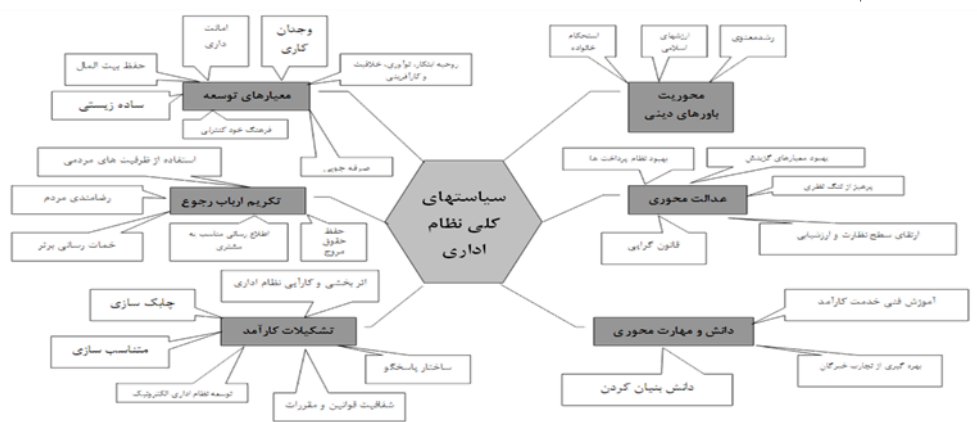 سیاستهای
کلی نظام
اداری
محوریت
باورهای دینی
رشدمعنوی
ارزشهای
اسلامی
استحکام
خانواده
عدالت محوری
بهبود معیارهای گزینش
بهبود نظام پرداخت ها
پرهیز از تنگ نظری
ارتقای سطح نظارت و ارزشیابی
قانون گرایی
دانش و مهارت محوری
آموزش فنی خدمت کارآمد
بهره گیری از تجارب خبرگان
دانش بنیان کردن
معیارهای توسعه
وجدان
کاری
امانت
داری
روحیه ابتکار، نوآوری، خلاقیت
و کارآفرینی
حفظ بیت المال
ساده زیستی
فرهنگ خود کنترلی
صرفه جویی
تکریم ارباب رجوع
استفاده از ظرفیت های مردمی
رضامندی مردم
خمات رسانی برتر
اطلاع رسانی متناسب به
مشتری
حفظ
حقوق
مروج
تشکیلات کارآمد
اثر بخشی و کارآیی نظام اداری
چابک سازی
متناسب سازی
توسعه نظام اداری الکترونیک
شفافیت قوانین و مقررات
ساختار پاسخگو